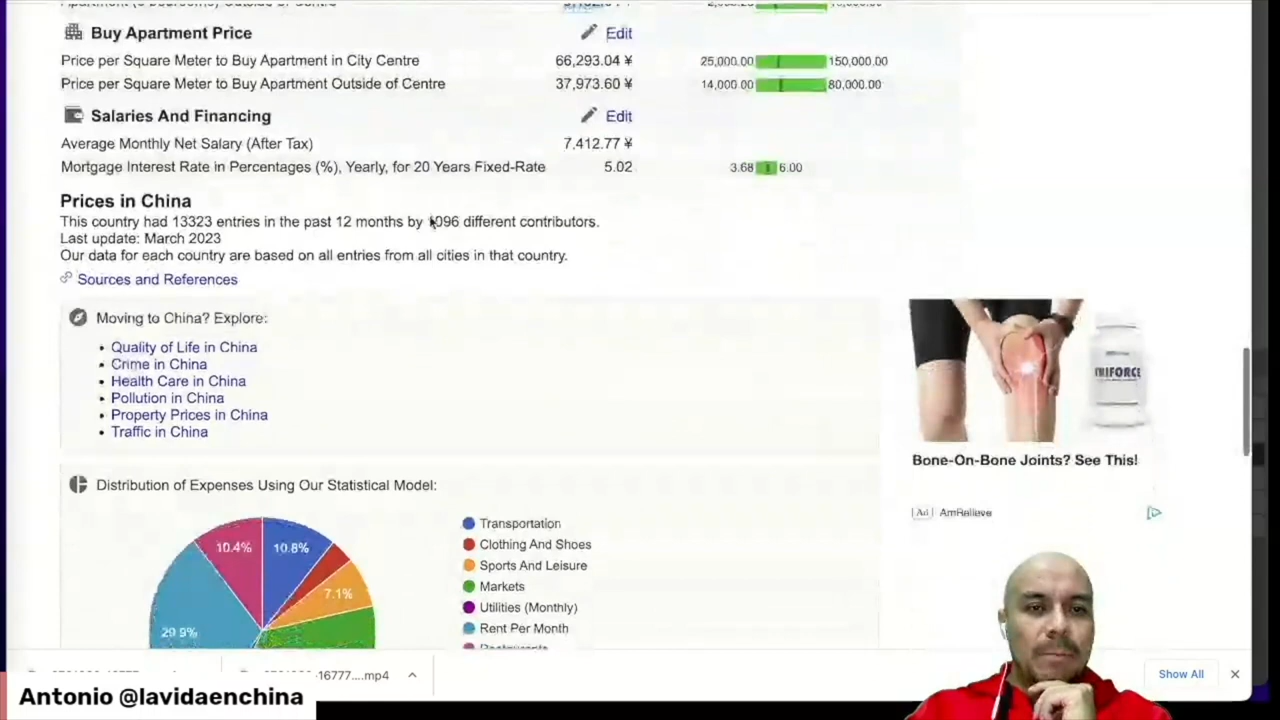 Buy Apartment Price Edit
Price per Square Meter to Buy Apartment in City Centre 66,293.04 ¥ 25,000.00 150,000.00
Price per Square Meter to Buy Apartment Outside of Centre 37,973.60 ¥ 14,000.00 80,000.00
Salaries And Financing Edit
Average Monthly Net Salary (After Tax) 7,412.77 ¥
Mortgage Interest Rate in Percentages (%), Yearly, for 20 Years Fixed-Rate 5.02 3.68 6.00
Prices in China
This country had 13323 entries in the past 12 months by 1096 different contributors.
Last update: March 2023
Our data for each country are based on all entries from all cities in that country.
Sources and References
Moving to China? Explore:
Quality of Life in China
Crime in China
Health Care in China
Pollution in China
Property Prices in China
Traffic in China
Bone-On-Bone Joints? See This!
Ad AmRelieve
Distribution of Expenses Using Our Statistical Model:
10.4% 10.8%
7.1%
29.9%
Transportation
Clothing And Shoes
Sports And Leisure
Markets
Utilities (Monthly)
Rent Per Month
Show All
Antonio @lavidaenchina